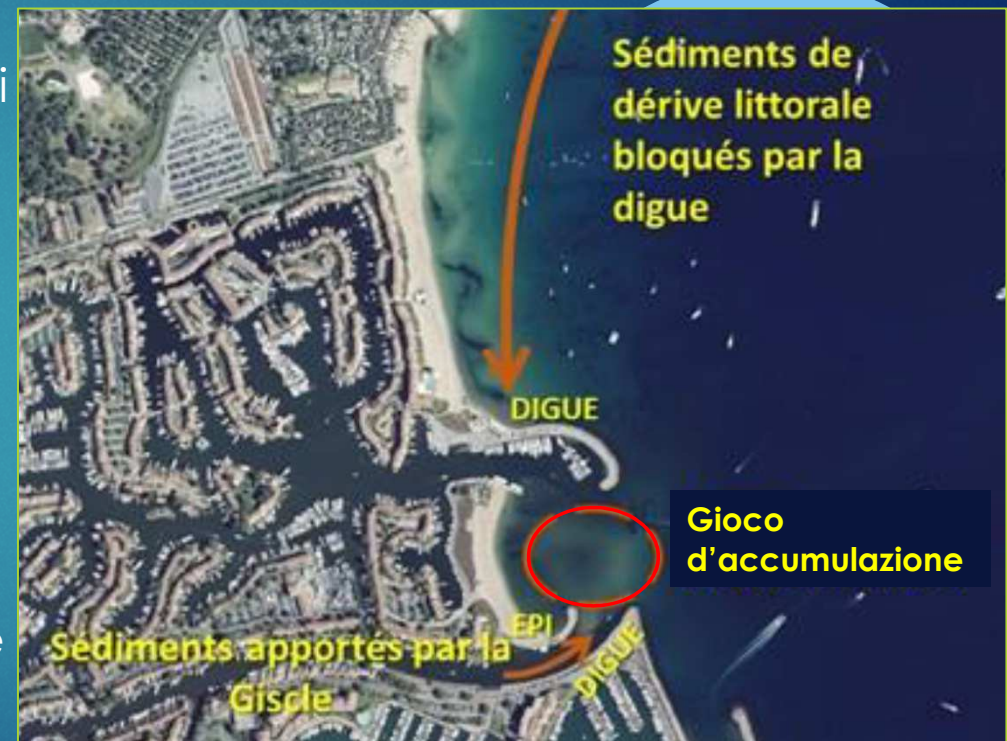 i
Sédiments de
dérive littorale
bloqués par la
digue
DIGUE
Gioco
d’accumulazione
EPI
DIGUE
e
Sédiments apportés par la
Giscle